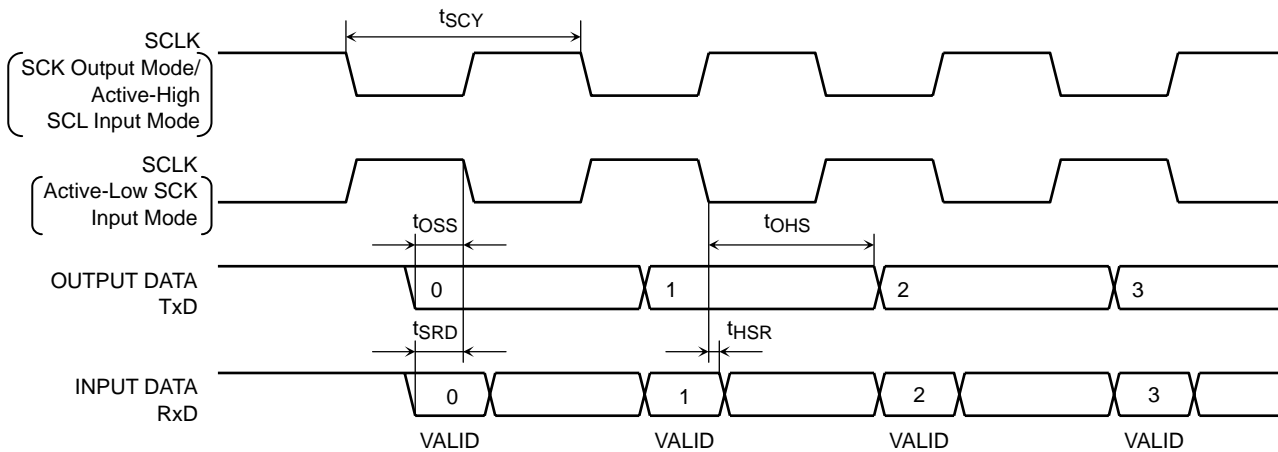 tSCY
SCLK
SCK Output Mode/
Active-High
SCL Input Mode
SCLK
Active-Low SCK
Input Mode
tOSS
tOHS
OUTPUT DATA
TxD
0
1
2
3
tSRD
tHSR
INPUT DATA
RxD
0
1
2
3
VALID
VALID
VALID
VALID